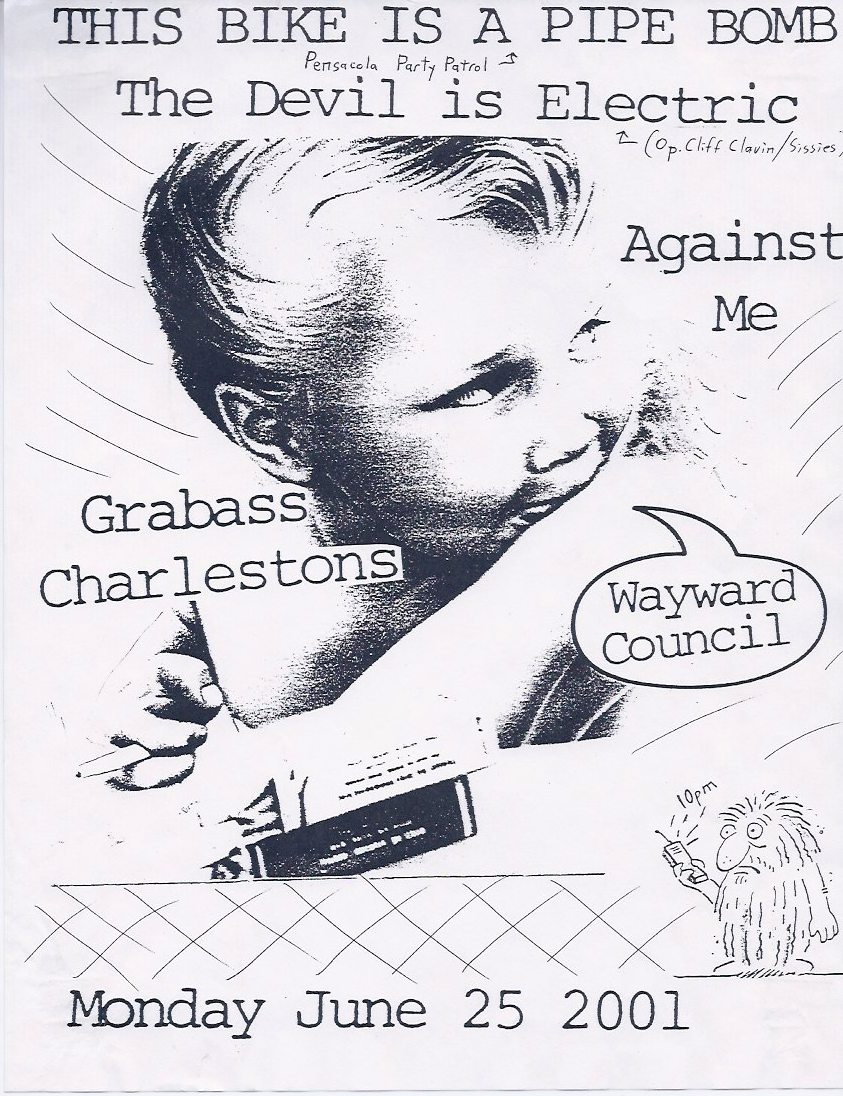 THIS BIKE IS A PIPE BOMB
Pensacola Party Patrol
The Devil is Electric
(Op. Cliff Clavin/Sissies)
Against
Me
Grabass
Charlestons
Wayward
Council
10pm
Monday June 25 2001